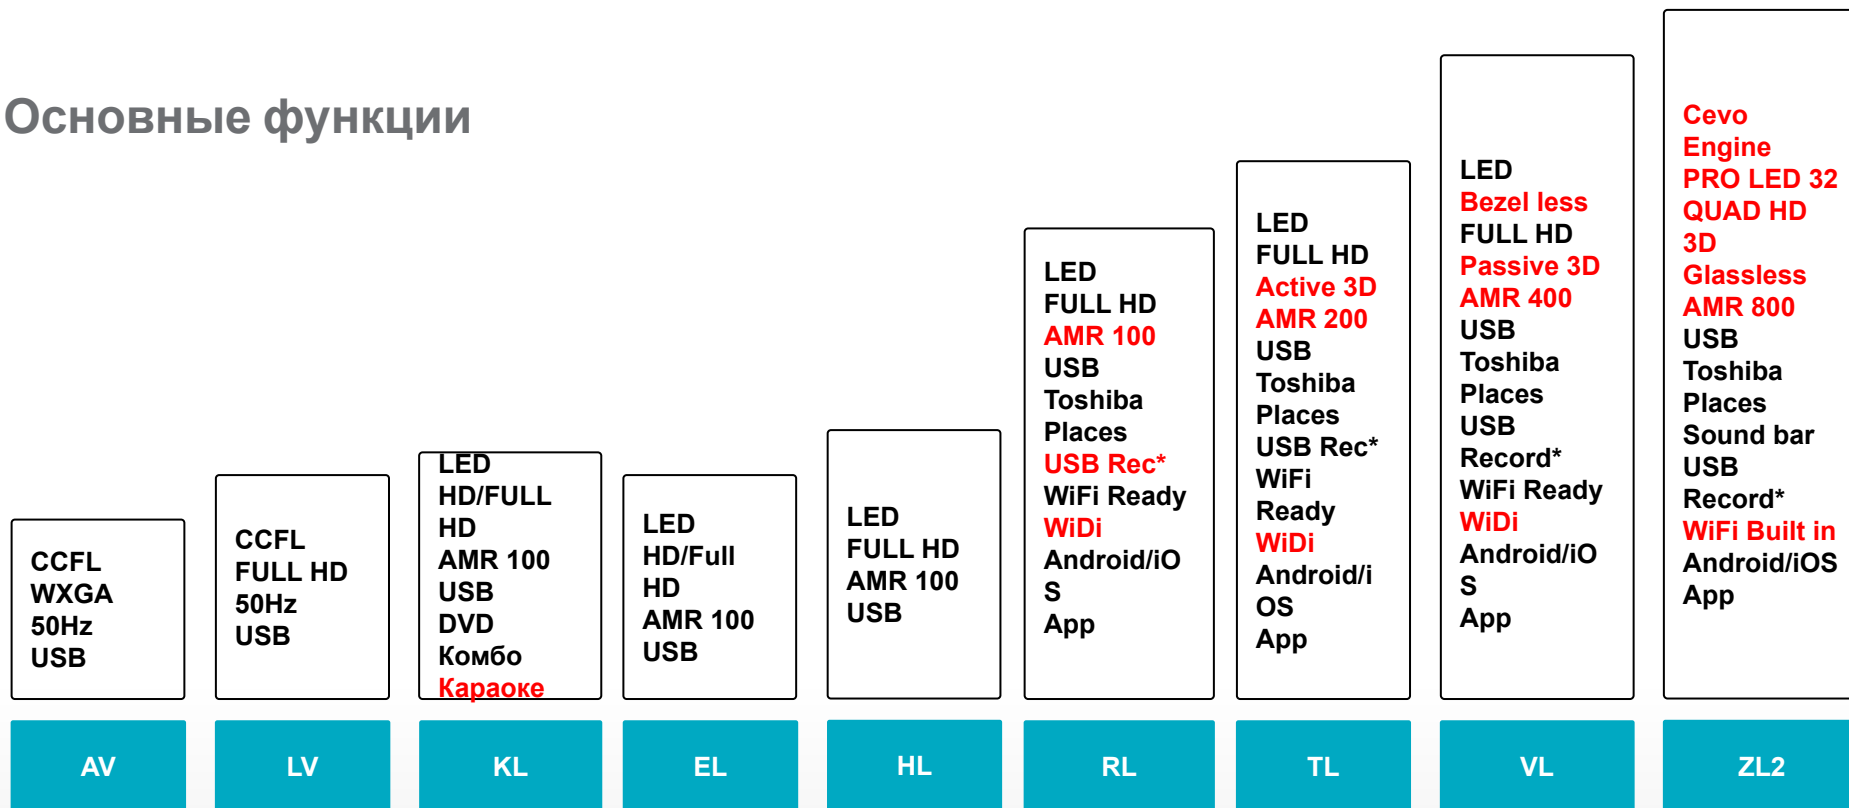 Основные функции
CCFL
WXGA
50Hz
USB
CCFL
FULL HD
50Hz
USB
LED
HD/FULL
HD
AMR 100
USB
DVD
Комбо
Караоке
LED
HD/Full
HD
AMR 100
USB
LED
FULL HD
AMR 100
USB
LED
FULL HD
AMR 100
USB
Toshiba
Places
USB Rec*
WiFi Ready
WiDi
Android/iO
S
App
LED
FULL HD
Active 3D
AMR 200
USB
Toshiba
Places
USB Rec*
WiFi
Ready
WiDi
Android/i
OS
App
LED
Bezel less
FULL HD
Passive 3D
AMR 400
USB
Toshiba
Places
USB
Record*
WiFi Ready
WiDi
Android/iO
S
App
Cevo
Engine
PRO LED 32
QUAD HD
3D
Glassless
AMR 800
USB
Toshiba
Places
Sound bar
USB
Record*
WiFi Built in
Android/iOS
App
AV
LV
KL
EL
HL
RL
TL
VL
ZL2